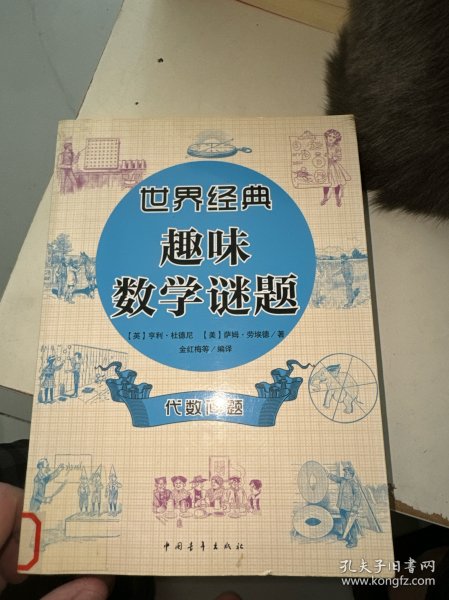 世界经典
趣味
数学谜题
【英】亨利·杜德尼 【美】萨姆·劳埃德/著
金红梅等/编译
代数问题
中国青年出版社
孔夫子旧书网
www.kongfz.com